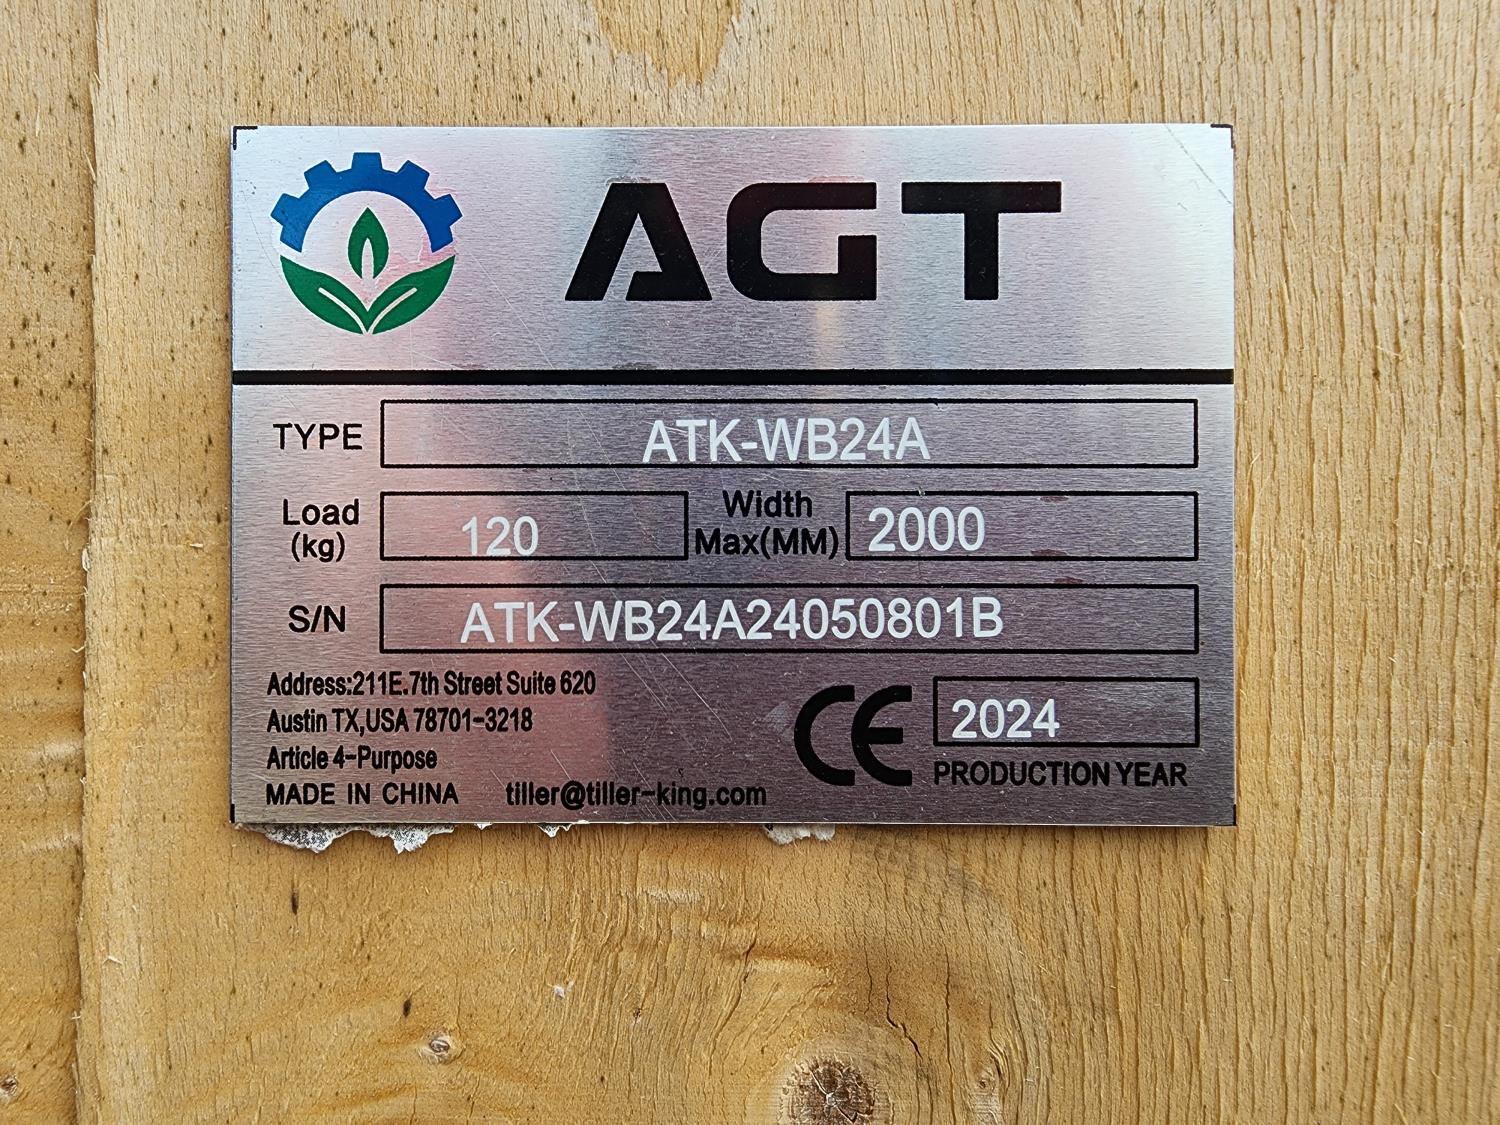 AGT
TYPE ATK-WB24A
Load (kg) 120 Width Max(MM) 2000
S/N ATK-WB24A24050801B
Address:211E.7th Street Suite 620
Austin TX,USA 78701-3218
Article 4-Purpose
MADE IN CHINA tiller@tiller-king.com
CE 2024
PRODUCTION YEAR